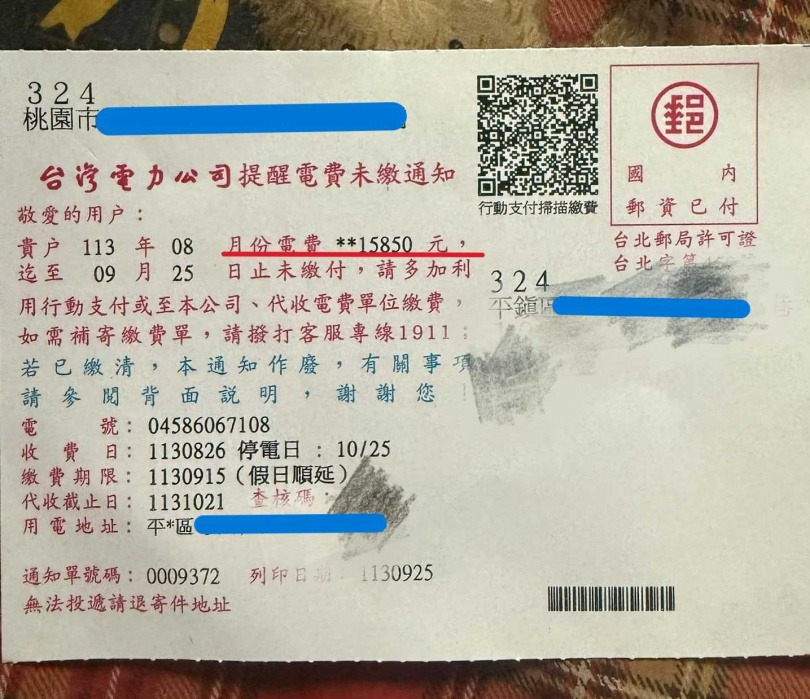 324
桃園市
台灣電力公司提醒電費未繳通知
敬愛的用戶：
貴戶 113 年 08 月份電費 **15850 元，
迄至 09 月 25 日止未繳付，請多加利
用行動支付或至本公司、代收電費單位繳費，
如需補寄繳費單，請撥打客服專線1911；
若已繳清，本通知作廢，有關事項
請參閱背面說明，謝謝您
電號：04586067108
收費日：1130826 停電日：10/25
繳費期限：1130915（假日順延）
代收截止日：1131021 查核碼：
用電地址：平*區
通知單號碼：0009372 列印日期：1130925
無法投遞請退寄件地址
行動支付掃描繳費
郵
國內
郵資已付
台北郵局許可證
台北字第
324
平鎮區
巷